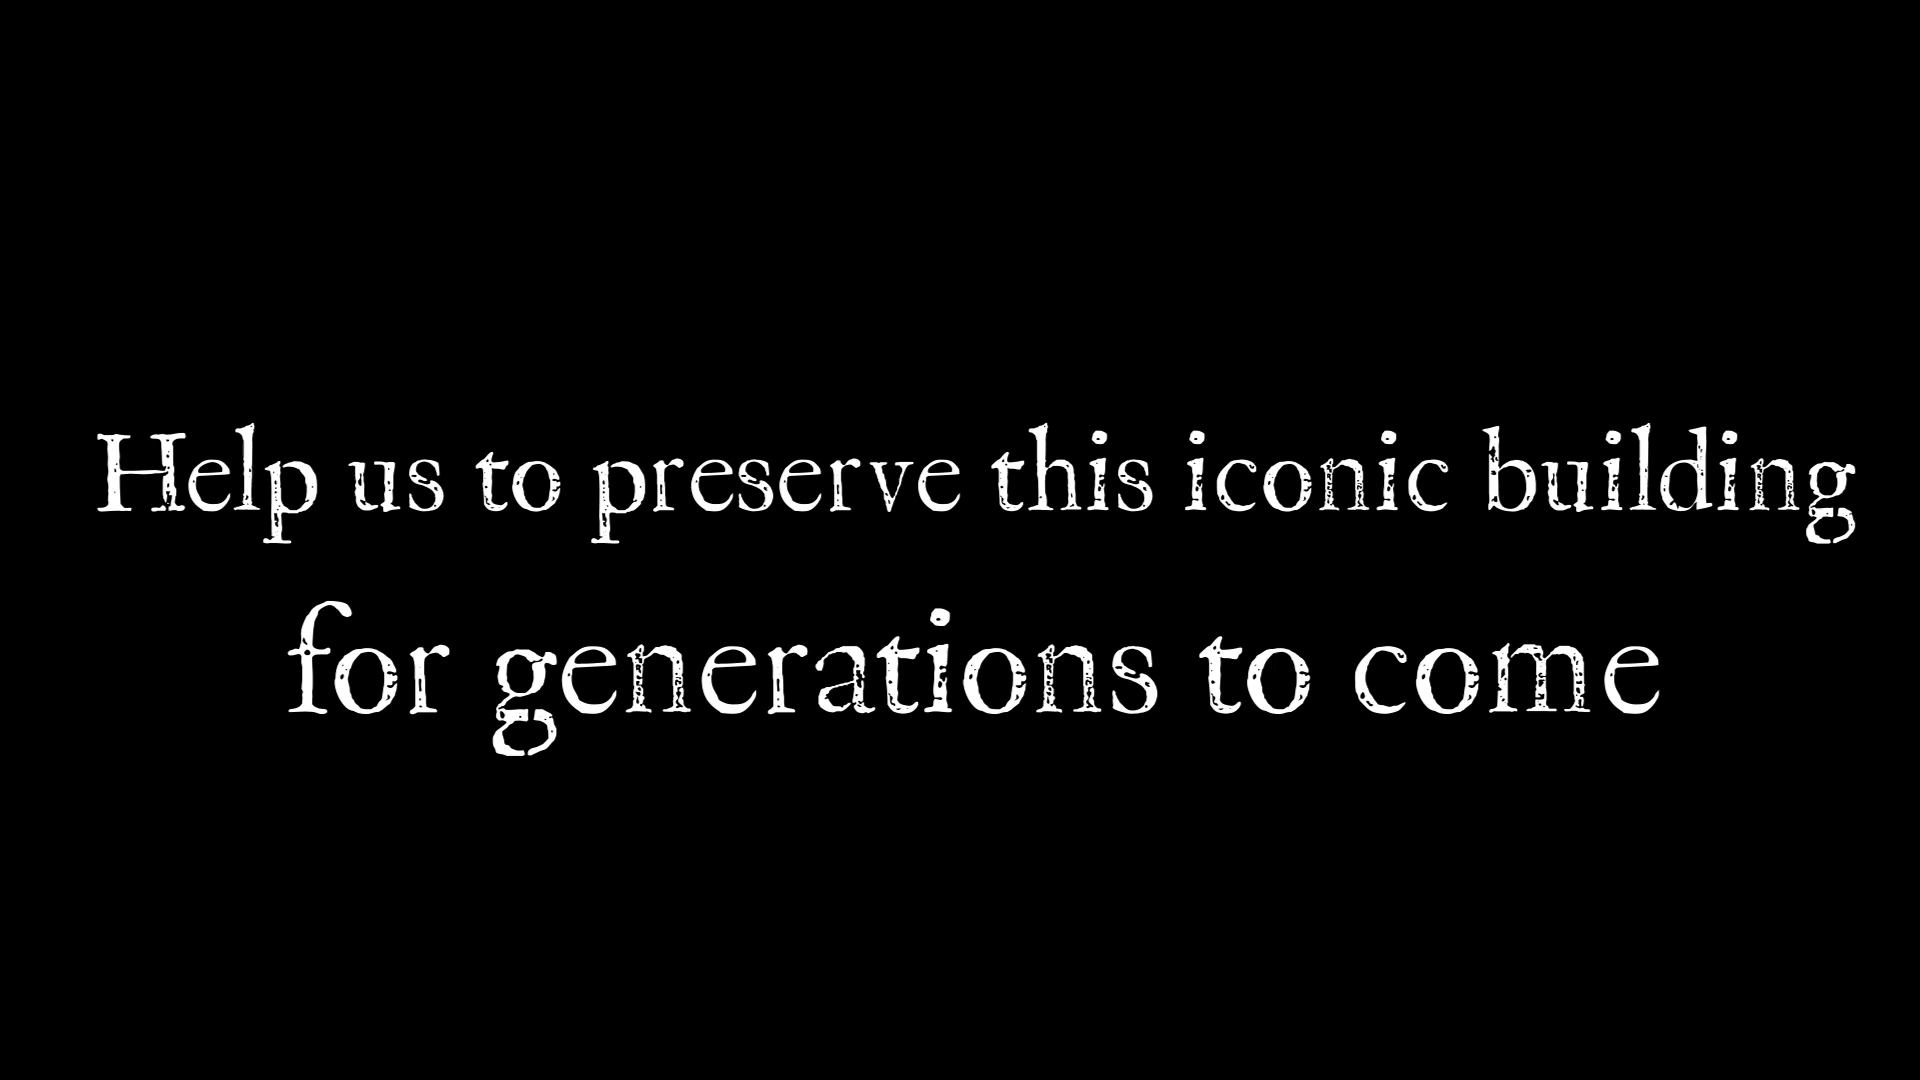 Help us to preserve this iconic building
for generations to come